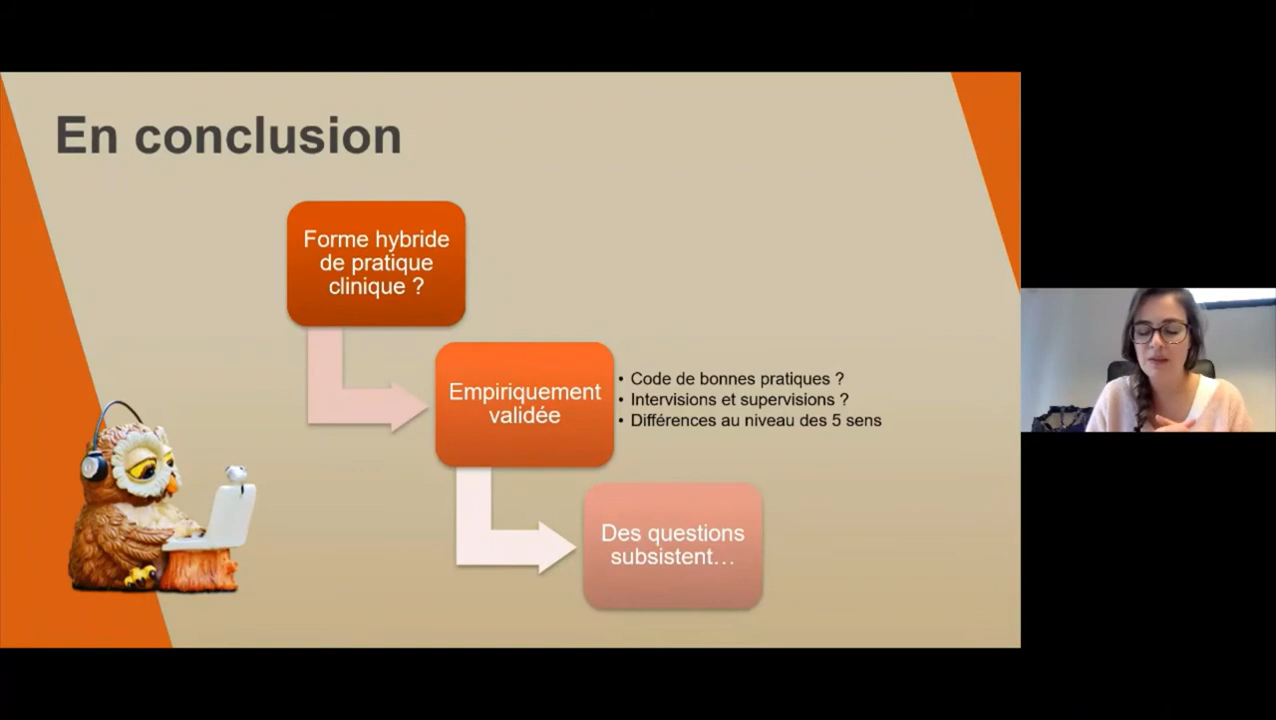 En conclusion
Forme hybride
de pratique
clinique ?
Empiriquement
validée
• Code de bonnes pratiques ?
• Intervisions et supervisions ?
• Différences au niveau des 5 sens
Des questions
subsistent…